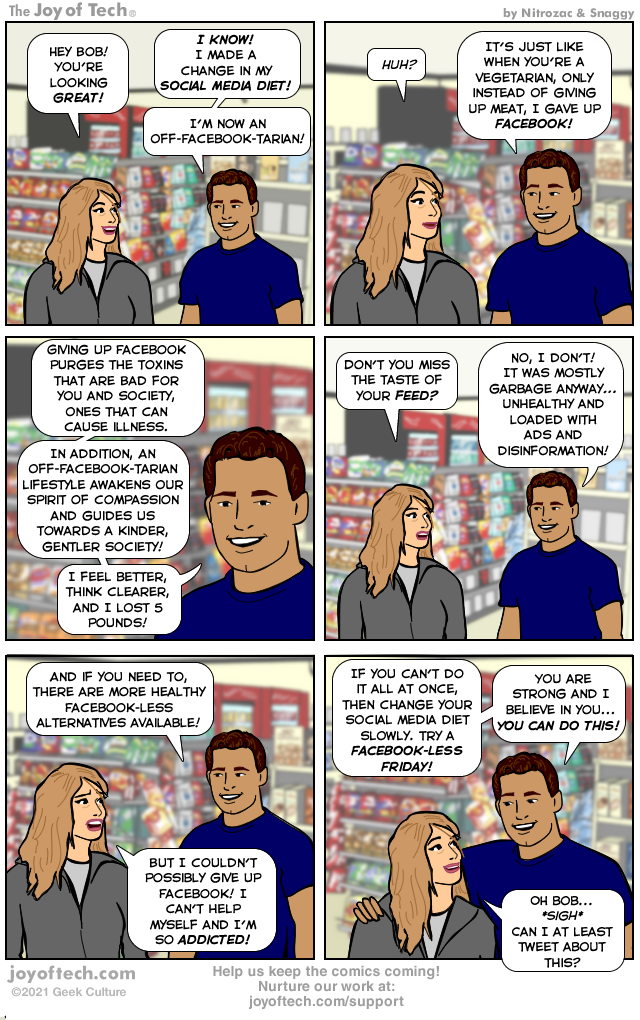 The Joy of Tech®
by Nitrozac & Snaggy
HEY BOB!
YOU'RE
LOOKING
GREAT!
I KNOW!
I MADE A
CHANGE IN MY
SOCIAL MEDIA DIET!
I'M NOW AN
OFF-FACEBOOK-TARIAN!
HUH?
IT'S JUST LIKE
WHEN YOU'RE A
VEGETARIAN, ONLY
INSTEAD OF GIVING
UP MEAT, I GAVE UP
FACEBOOK!
GIVING UP FACEBOOK
PURGES THE TOXINS
THAT ARE BAD FOR
YOU AND SOCIETY,
ONES THAT CAN
CAUSE ILLNESS.
IN ADDITION, AN
OFF-FACEBOOK-TARIAN
LIFESTYLE AWAKENS OUR
SPIRIT OF COMPASSION
AND GUIDES US
TOWARDS A KINDER,
GENTLER SOCIETY!
I FEEL BETTER,
THINK CLEARER,
AND I LOST 5
POUNDS!
DON'T YOU MISS
THE TASTE OF
YOUR FEED?
NO, I DON'T!
IT WAS MOSTLY
GARBAGE ANYWAY...
UNHEALTHY AND
LOADED WITH
ADS AND
DISINFORMATION!
AND IF YOU NEED TO,
THERE ARE MORE HEALTHY
FACEBOOK-LESS
ALTERNATIVES AVAILABLE!
BUT I COULDN'T
POSSIBLY GIVE UP
FACEBOOK! I
CAN'T HELP
MYSELF AND I'M
SO ADDICTED!
IF YOU CAN'T DO
IT ALL AT ONCE,
THEN CHANGE YOUR
SOCIAL MEDIA DIET
SLOWLY. TRY A
FACEBOOK-LESS
FRIDAY!
YOU ARE
STRONG AND I
BELIEVE IN YOU...
YOU CAN DO THIS!
OH BOB...
*SIGH*
CAN I AT LEAST
TWEET ABOUT
THIS?
joyoftech.com
©2021 Geek Culture
Help us keep the comics coming!
Nurture our work at:
joyoftech.com/support